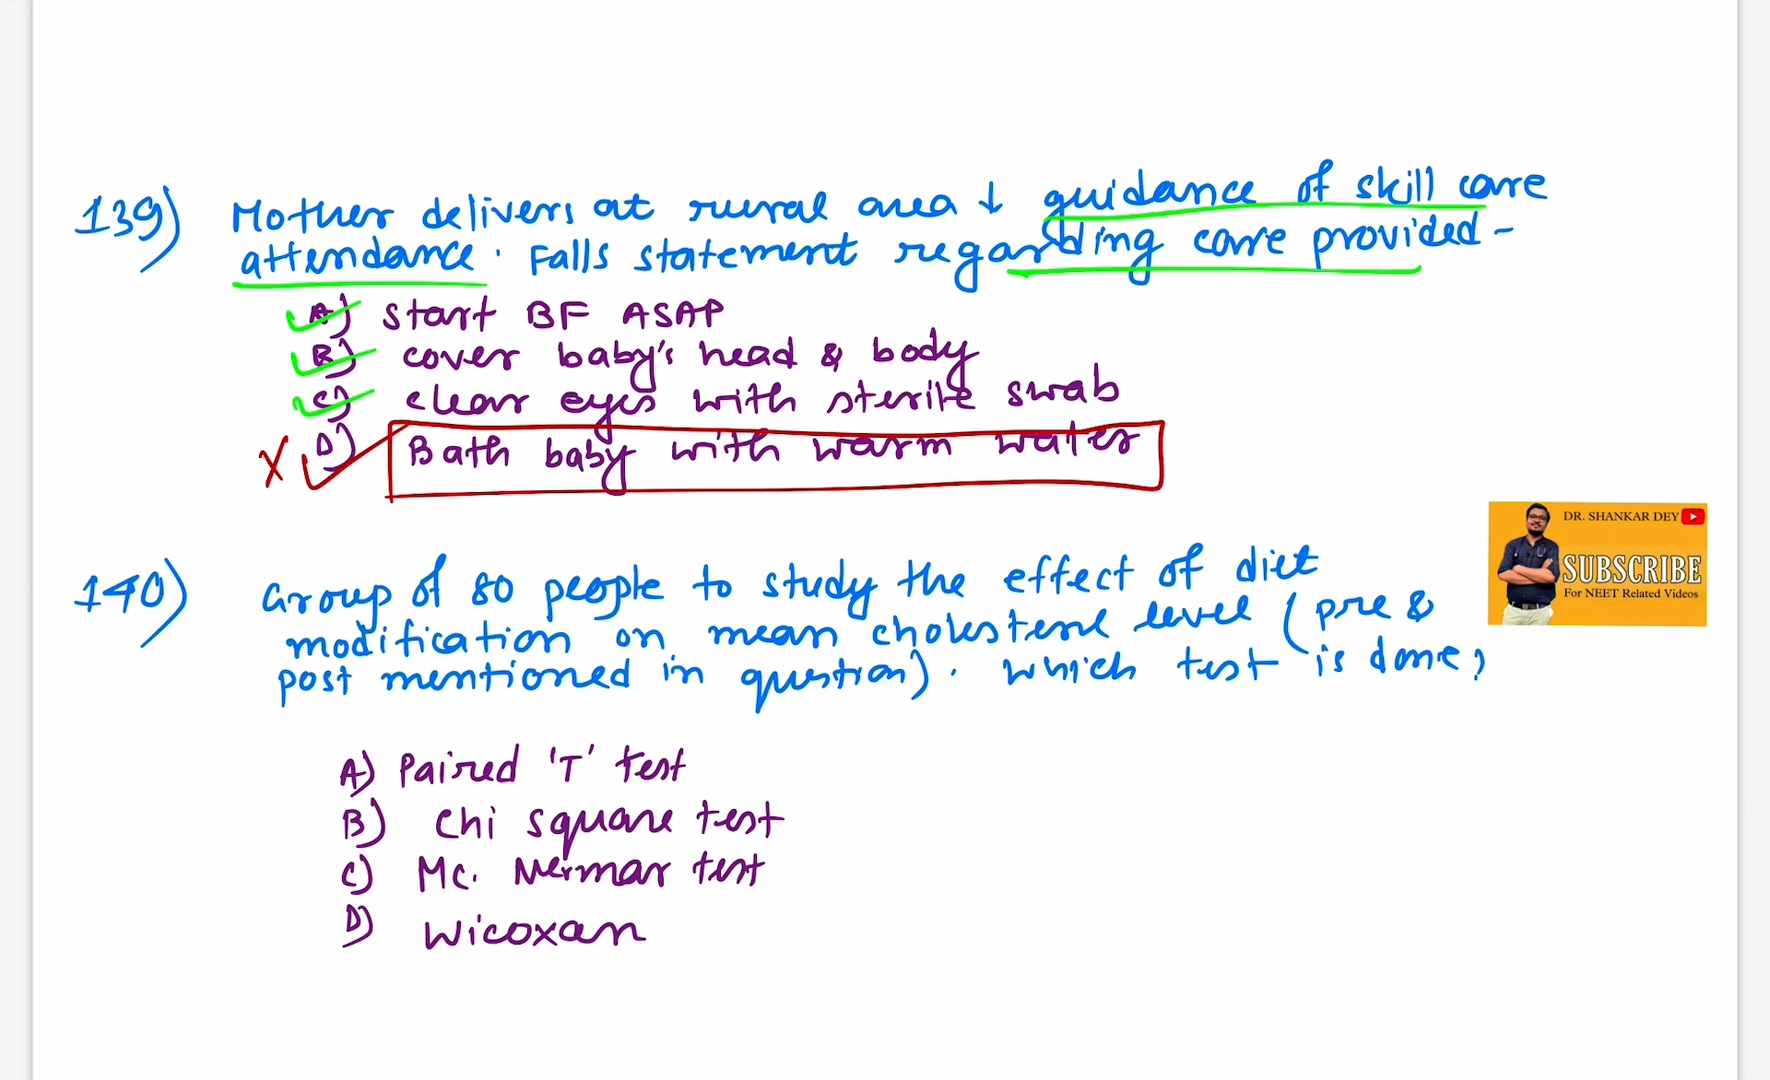 139) Mother delivers at rural area ↓ guidance of skill care
attendance. Falls statement regarding care provided -
A) start BF ASAP
B) cover baby's head & body
C) clear eyes with sterile swab
X D) Bath baby with warm water
DR. SHANKAR DEY
SUBSCRIBE
For NEET Related Videos
140) Group of 80 people to study the effect of diet
modification on mean cholesterol level (pre &
post mentioned in question). Which test is done?
A) Paired 'T' test
B) Chi square test
C) Mc. Nermar test
D) Wicoxan